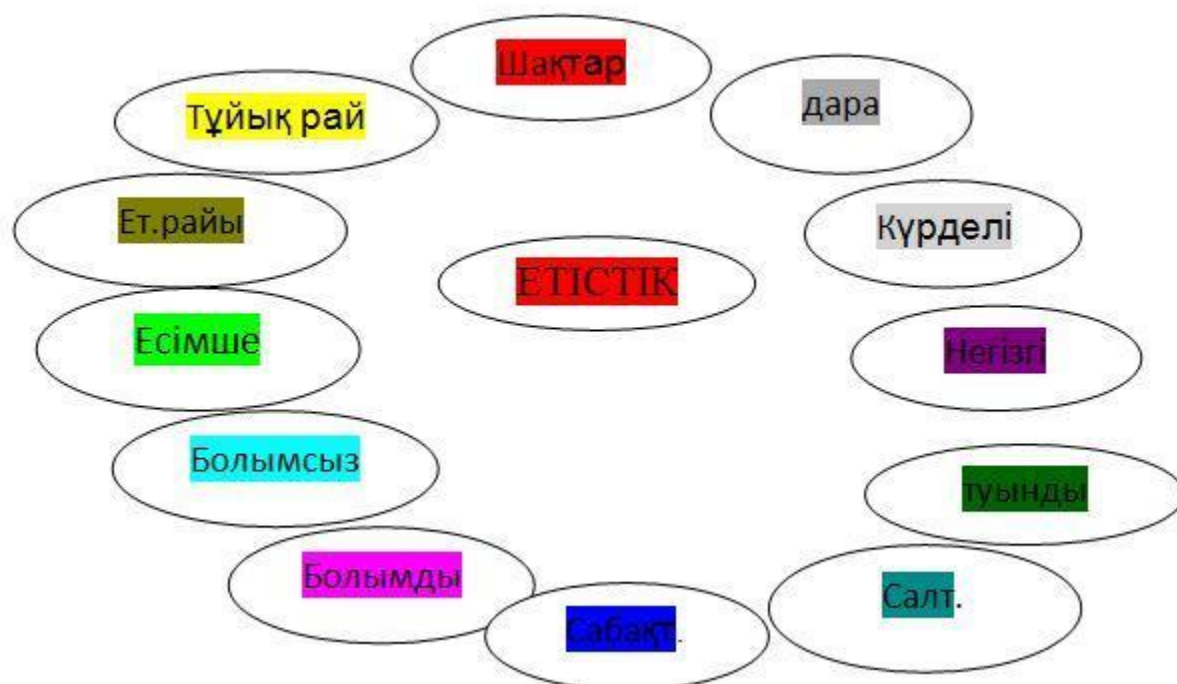 Шақтар
дара
Тұйық рай
Ет.райы
Күрделі
ЕТІСТІК
Есімше
Негізгі
Болымсыз
туынды
Болымды
Салт.
Сабақт.